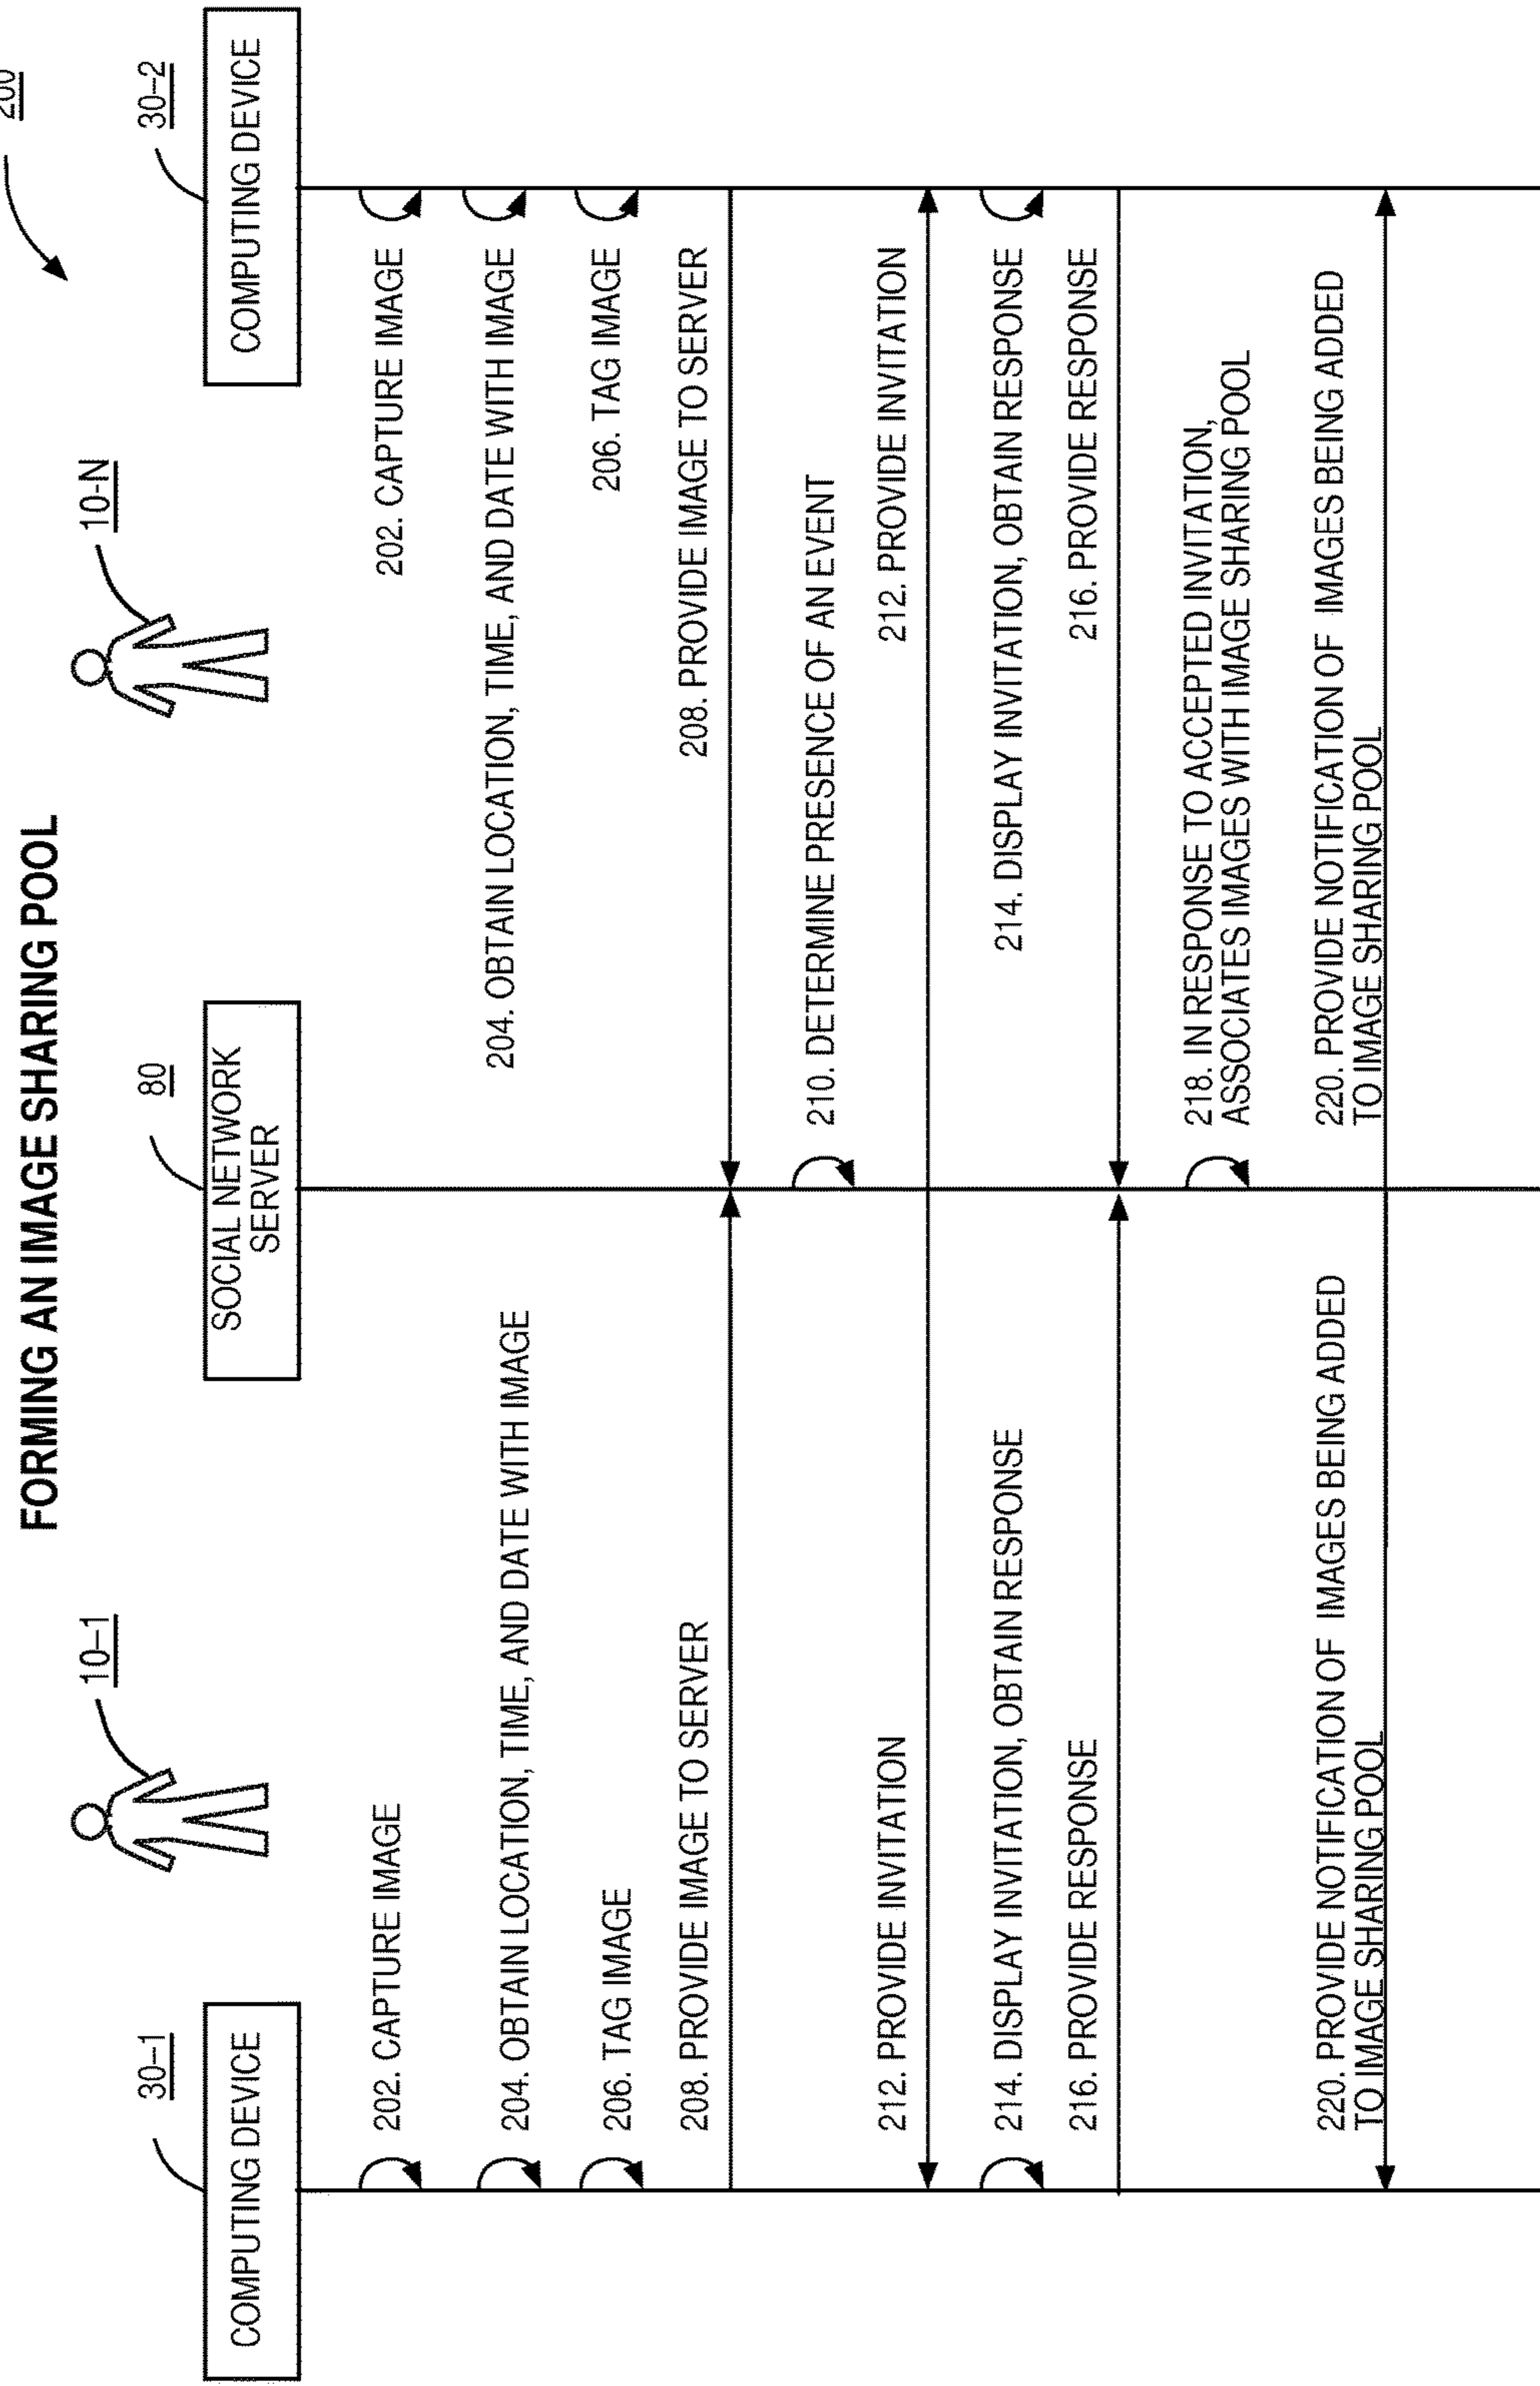 FORMING AN IMAGE SHARING POOL
200
10-1
10-N
30-1
80
30-2
COMPUTING DEVICE
SOCIAL NETWORK
SERVER
COMPUTING DEVICE
202. CAPTURE IMAGE
202. CAPTURE IMAGE
204. OBTAIN LOCATION, TIME, AND DATE WITH IMAGE
204. OBTAIN LOCATION, TIME, AND DATE WITH IMAGE
206. TAG IMAGE
206. TAG IMAGE
208. PROVIDE IMAGE TO SERVER
208. PROVIDE IMAGE TO SERVER
210. DETERMINE PRESENCE OF AN EVENT
212. PROVIDE INVITATION
212. PROVIDE INVITATION
214. DISPLAY INVITATION, OBTAIN RESPONSE
214. DISPLAY INVITATION, OBTAIN RESPONSE
216. PROVIDE RESPONSE
216. PROVIDE RESPONSE
218. IN RESPONSE TO ACCEPTED INVITATION,
ASSOCIATES IMAGES WITH IMAGE SHARING POOL
220. PROVIDE NOTIFICATION OF IMAGES BEING ADDED
TO IMAGE SHARING POOL
220. PROVIDE NOTIFICATION OF IMAGES BEING ADDED
TO IMAGE SHARING POOL